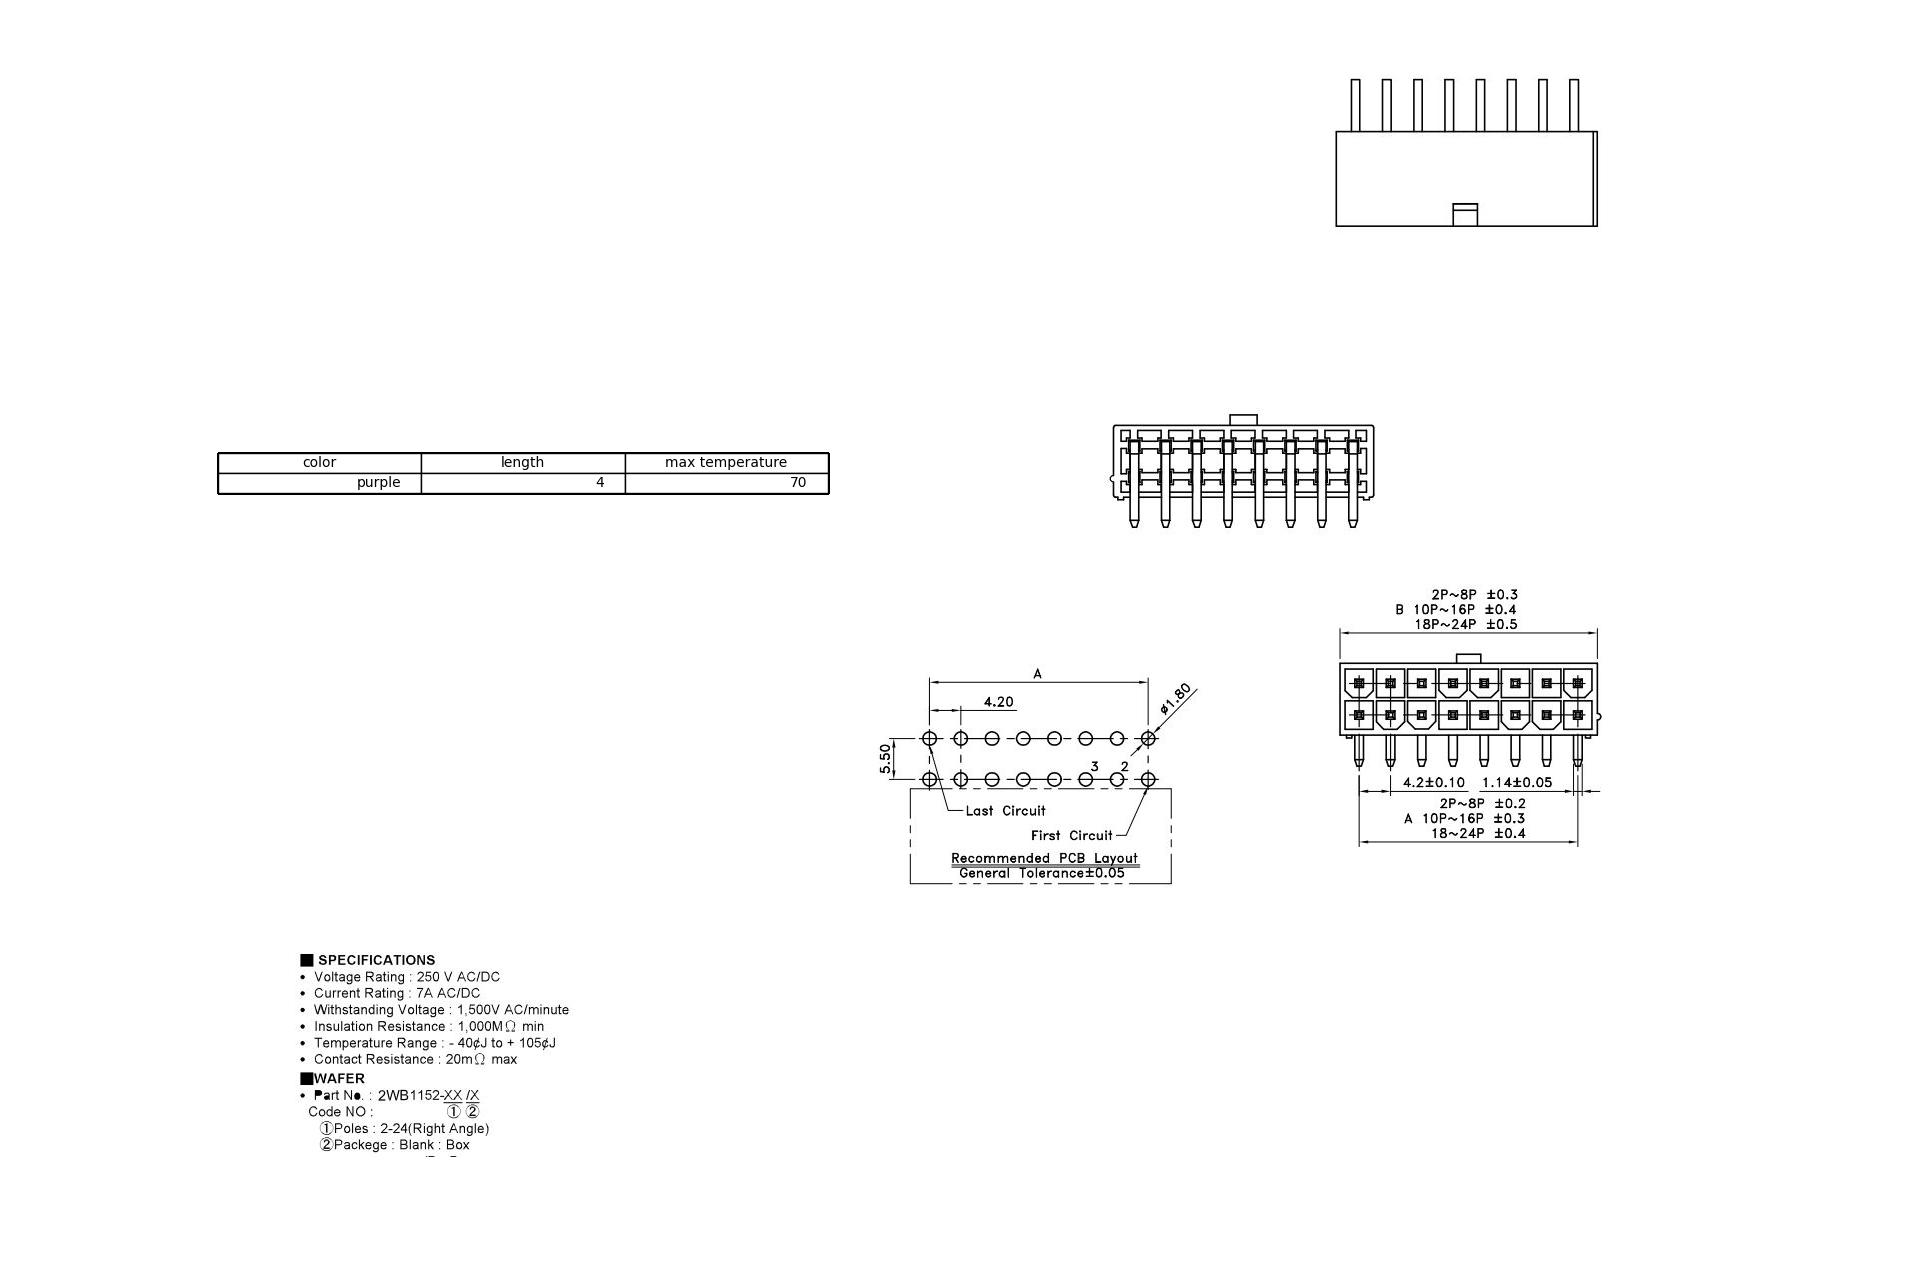 color length max temperature
purple 4 70
2P~8P ±0.3
B 10P~16P ±0.4
18P~24P ±0.5
A
4.20
ø1.80
5.50
3 2
Last Circuit
First Circuit
Recommended PCB Layout
General Tolerance±0.05
4.2±0.10 1.14±0.05
2P~8P ±0.2
A 10P~16P ±0.3
18~24P ±0.4
■ SPECIFICATIONS
• Voltage Rating : 250 V AC/DC
• Current Rating : 7A AC/DC
• Withstanding Voltage : 1,500V AC/minute
• Insulation Resistance : 1,000MΩ min
• Temperature Range : - 40¢J to + 105¢J
• Contact Resistance : 20mΩ max
■WAFER
• Part No. : 2WB1152-XX /X
Code NO : ① ②
①Poles : 2-24(Right Angle)
②Packege : Blank : Box